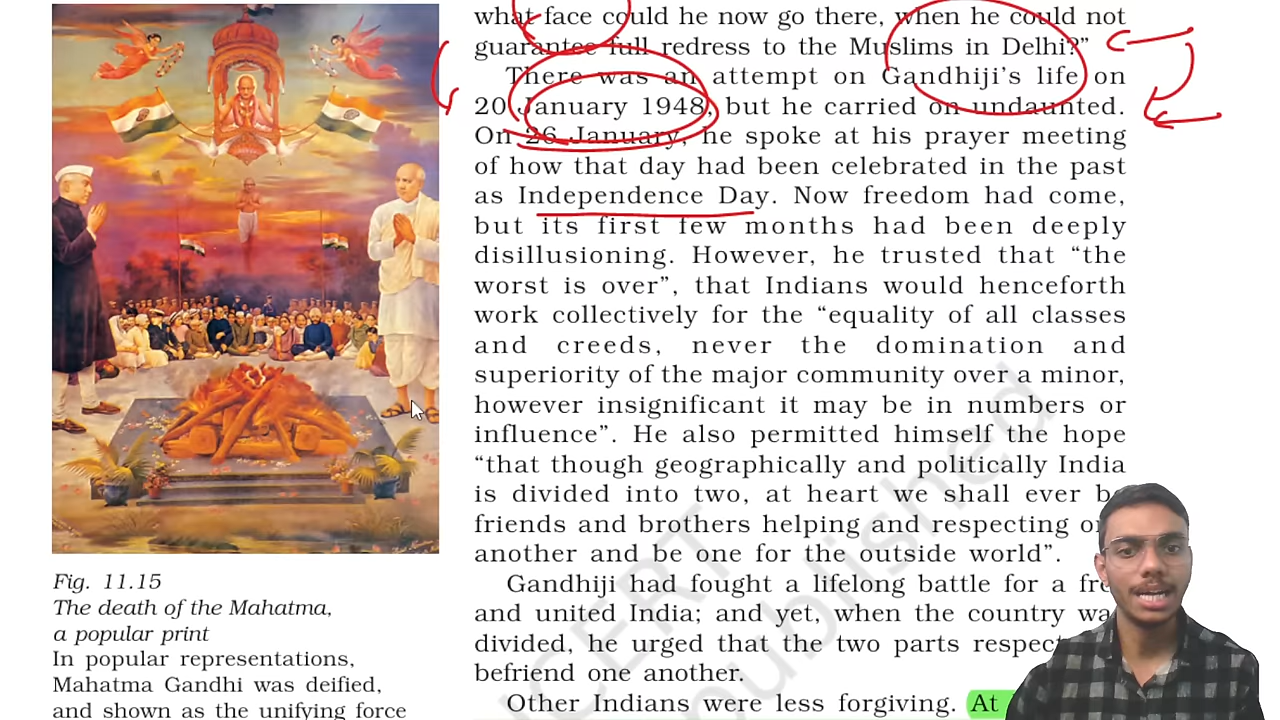 what face could he now go there, when he could not
guarantee full redress to the Muslims in Delhi?”
There was an attempt on Gandhiji’s life on
20 January 1948, but he carried on undaunted.
On 26 January, he spoke at his prayer meeting
of how that day had been celebrated in the past
as Independence Day. Now freedom had come,
but its first few months had been deeply
disillusioning. However, he trusted that “the
worst is over”, that Indians would henceforth
work collectively for the “equality of all classes
and creeds, never the domination and
superiority of the major community over a minor,
however insignificant it may be in numbers or
influence”. He also permitted himself the hope
“that though geographically and politically India
is divided into two, at heart we shall ever
friends and brothers helping and respecting
another and be one for the outside world”.
Gandhiji had fought a lifelong battle for a
and united India; and yet, when the country
divided, he urged that the two parts respect
befriend one another.
Other Indians were less forgiving. At
Fig. 11.15
The death of the Mahatma,
a popular print
In popular representations,
Mahatma Gandhi was deified,
and shown as the unifying force
NCERT
published